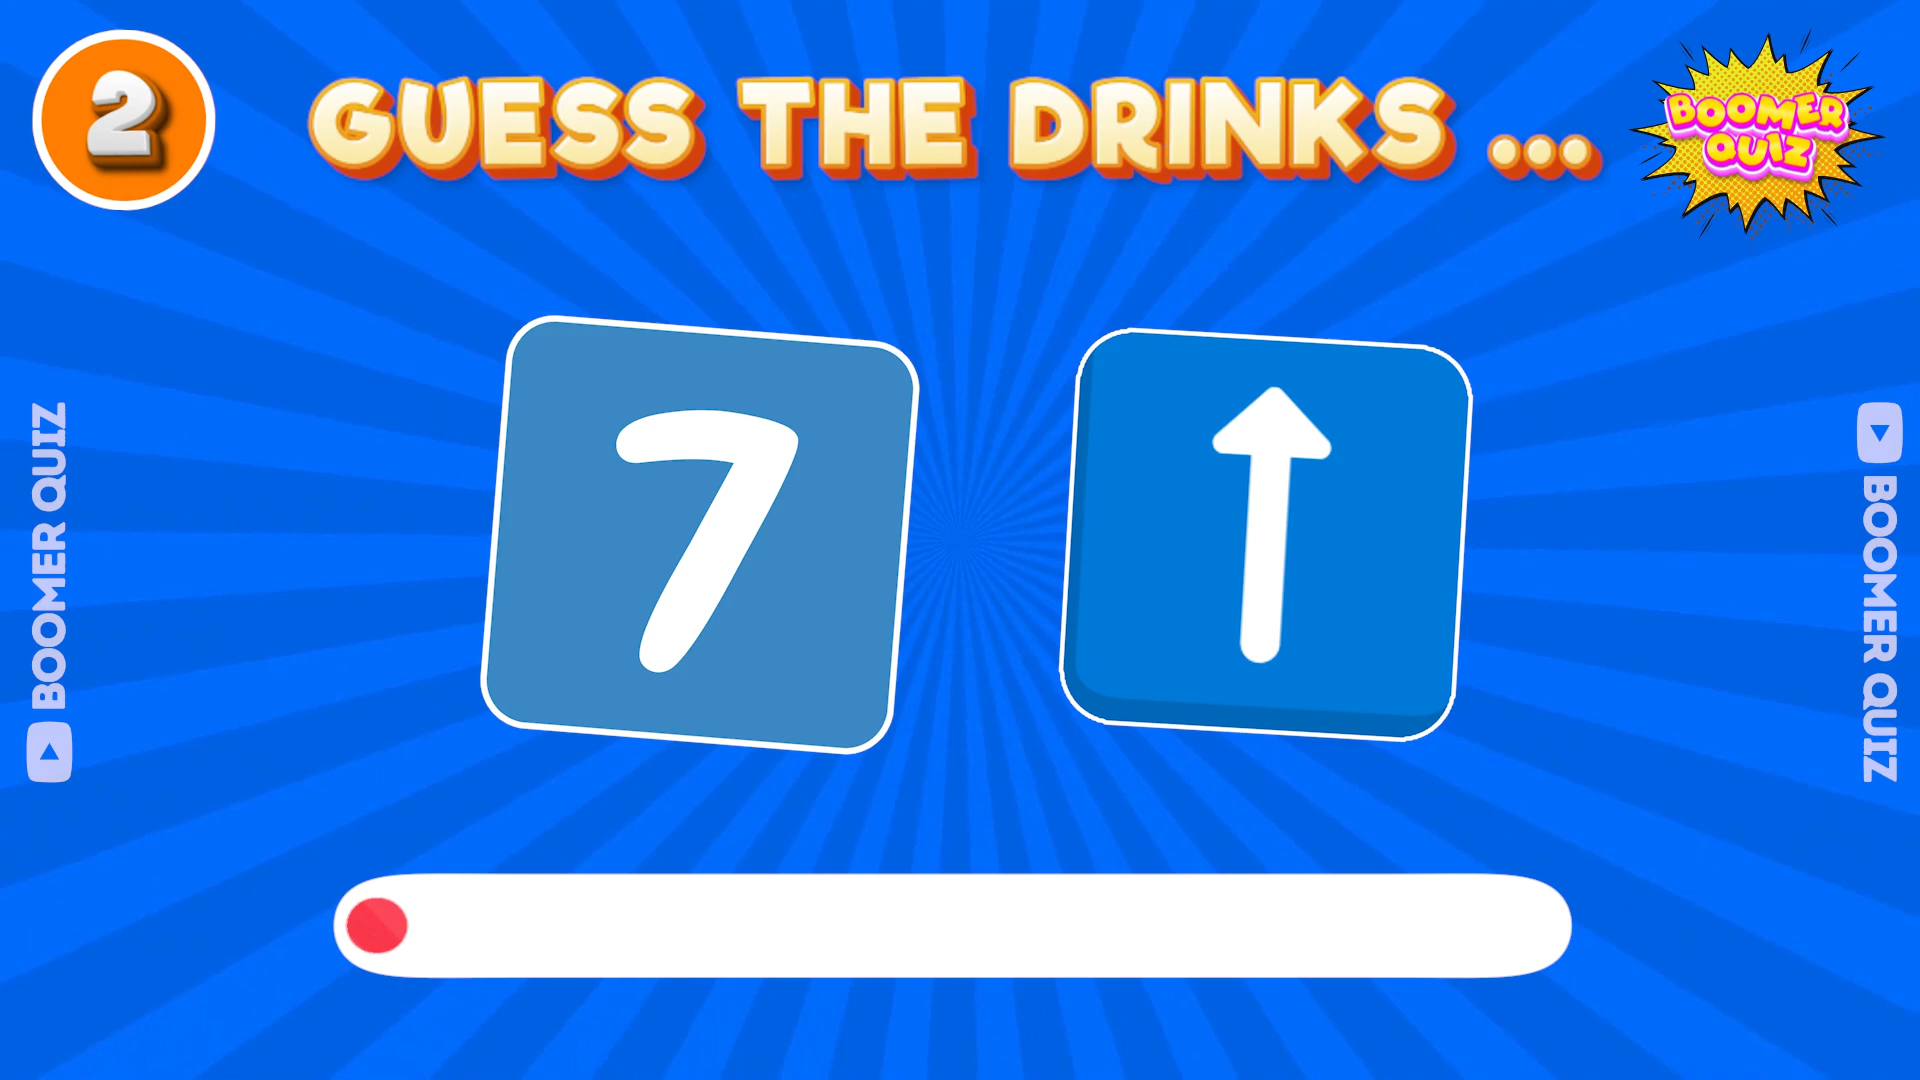 2
GUESS THE DRINKS ...
BOOMER
QUIZ
7
BOOMER QUIZ
BOOMER QUIZ